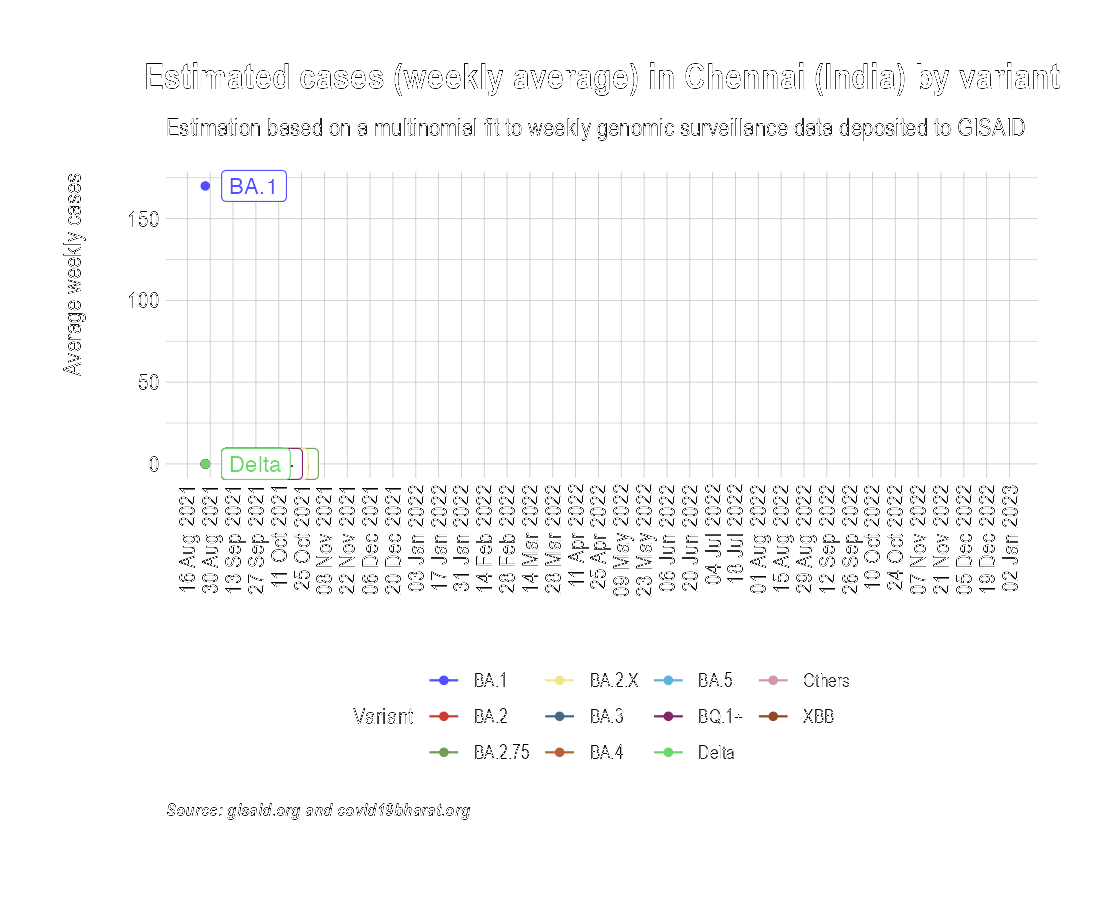 Estimated cases (weekly average) in Chennai (India) by variant
Estimation based on a multinomial fit to weekly genomic surveillance data deposited to GISAID
Average weekly cases
BA.1
150
100
50
0
Delta
16 Aug 2021
30 Aug 2021
13 Sep 2021
27 Sep 2021
11 Oct 2021
25 Oct 2021
08 Nov 2021
22 Nov 2021
06 Dec 2021
20 Dec 2021
03 Jan 2022
17 Jan 2022
31 Jan 2022
14 Feb 2022
28 Feb 2022
14 Mar 2022
28 Mar 2022
11 Apr 2022
25 Apr 2022
09 May 2022
23 May 2022
06 Jun 2022
20 Jun 2022
04 Jul 2022
18 Jul 2022
01 Aug 2022
15 Aug 2022
29 Aug 2022
12 Sep 2022
26 Sep 2022
10 Oct 2022
24 Oct 2022
07 Nov 2022
21 Nov 2022
05 Dec 2022
19 Dec 2022
02 Jan 2023
Variant
BA.1
BA.2
BA.2.75
BA.2.X
BA.3
BA.4
BA.5
BQ.1+
Delta
Others
XBB
Source: gisaid.org and covid19bharat.org